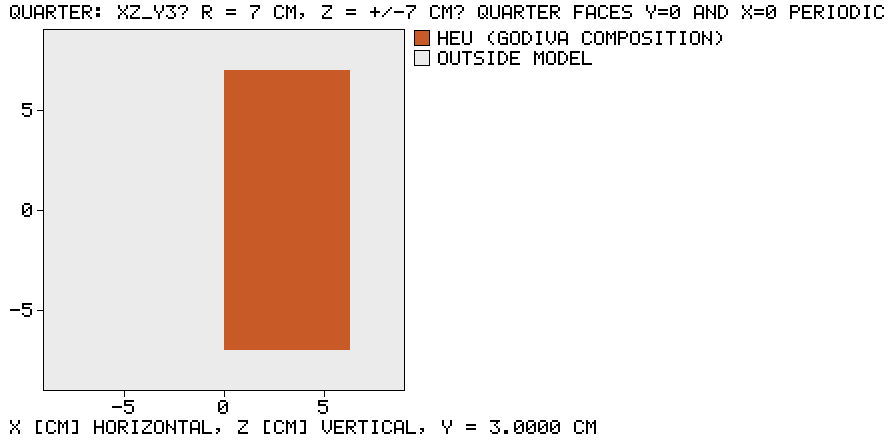 QUARTER: XZ_Y3? R = 7 CM, Z = +/-7 CM? QUARTER FACES Y=0 AND X=0 PERIODIC
HEU (GODIVA COMPOSITION)
OUTSIDE MODEL
5
0
-5
-5 0 5
X [CM] HORIZONTAL, Z [CM] VERTICAL, Y = 3.0000 CM